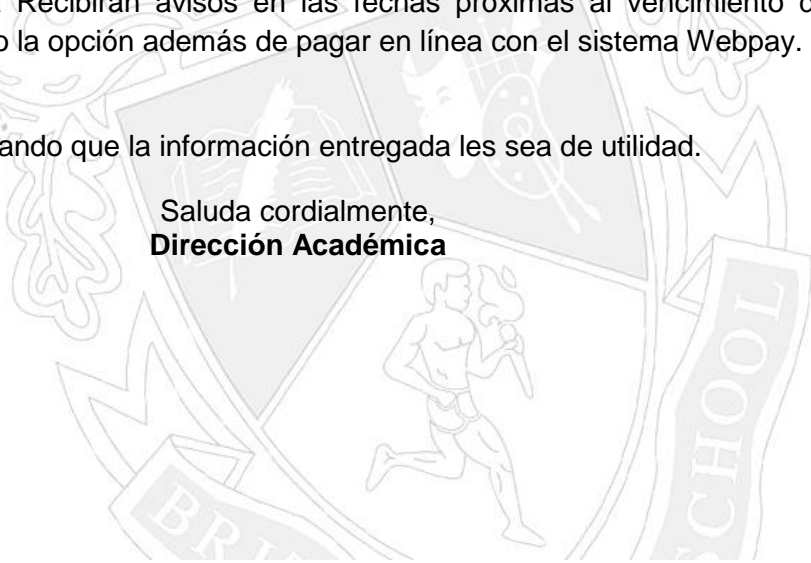 Recibirán avisos en las fechas próximas al vencimiento
la opción además de pagar en línea con el sistema Webpay.
ando que la información entregada les sea de utilidad.
Saluda cordialmente,
Dirección Académica
SCHOOL